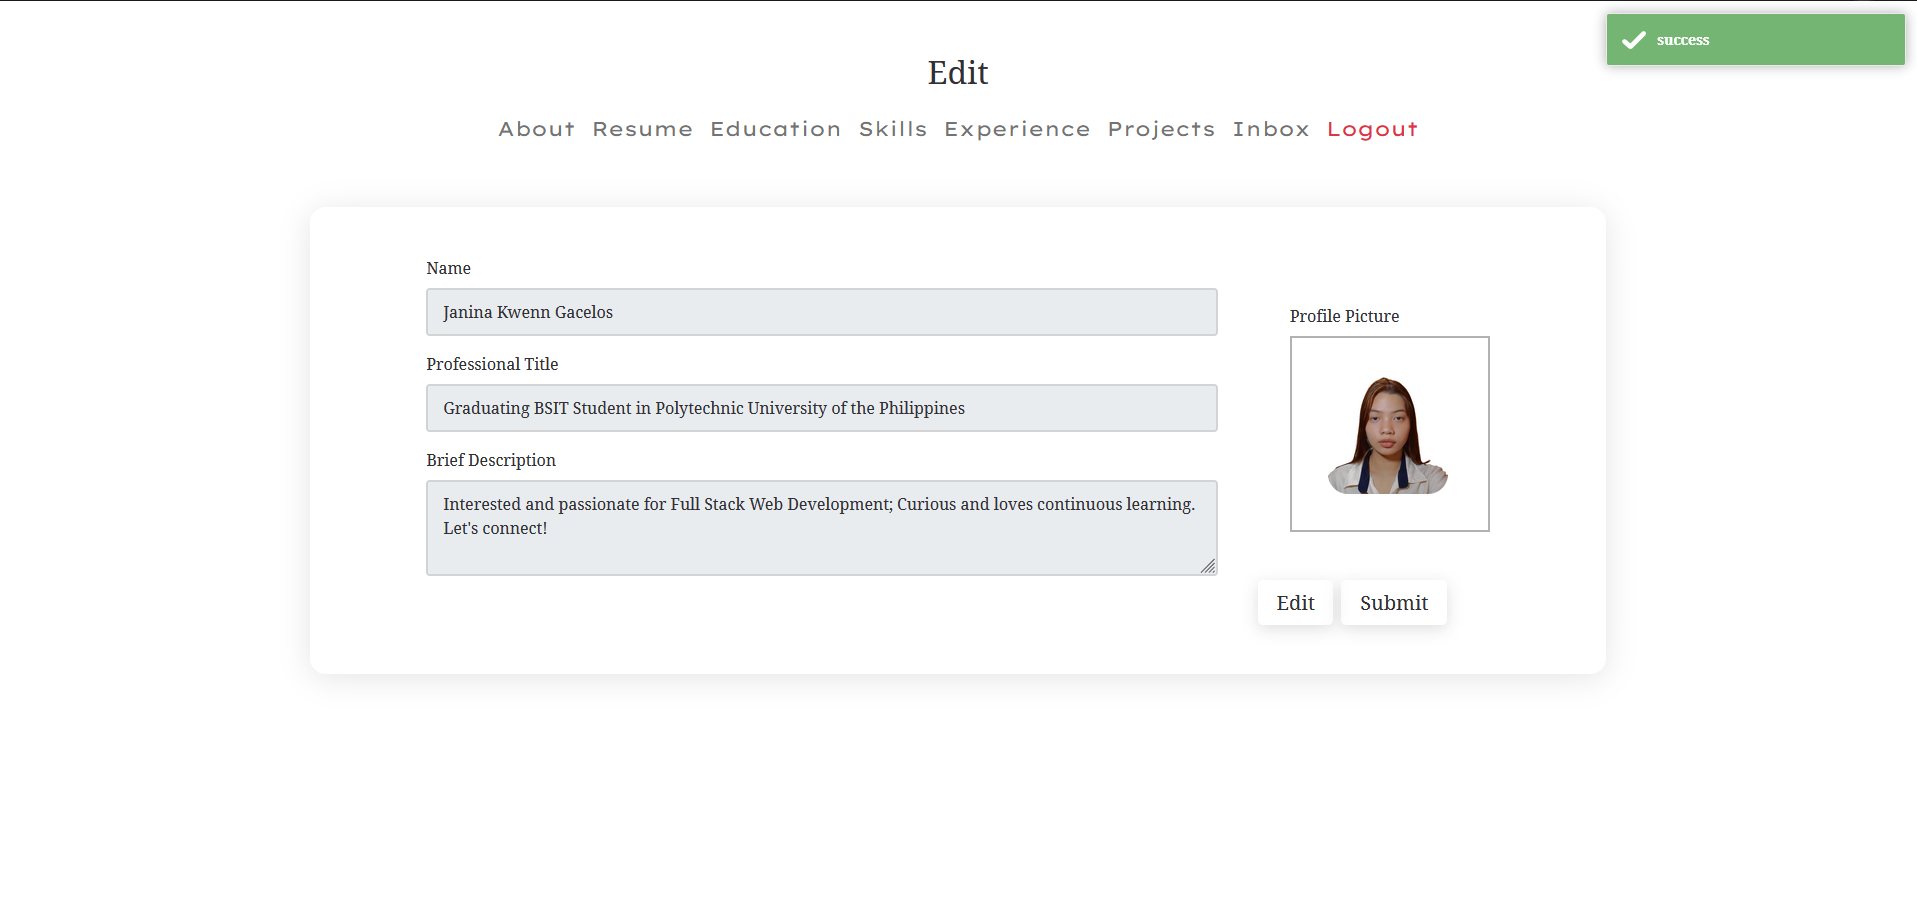 success
Edit
About Resume Education Skills Experience Projects Inbox Logout
Name
Janina Kwenn Gacelos
Professional Title
Graduating BSIT Student in Polytechnic University of the Philippines
Brief Description
Interested and passionate for Full Stack Web Development; Curious and loves continuous learning.
Let's connect!
Profile Picture
Edit Submit